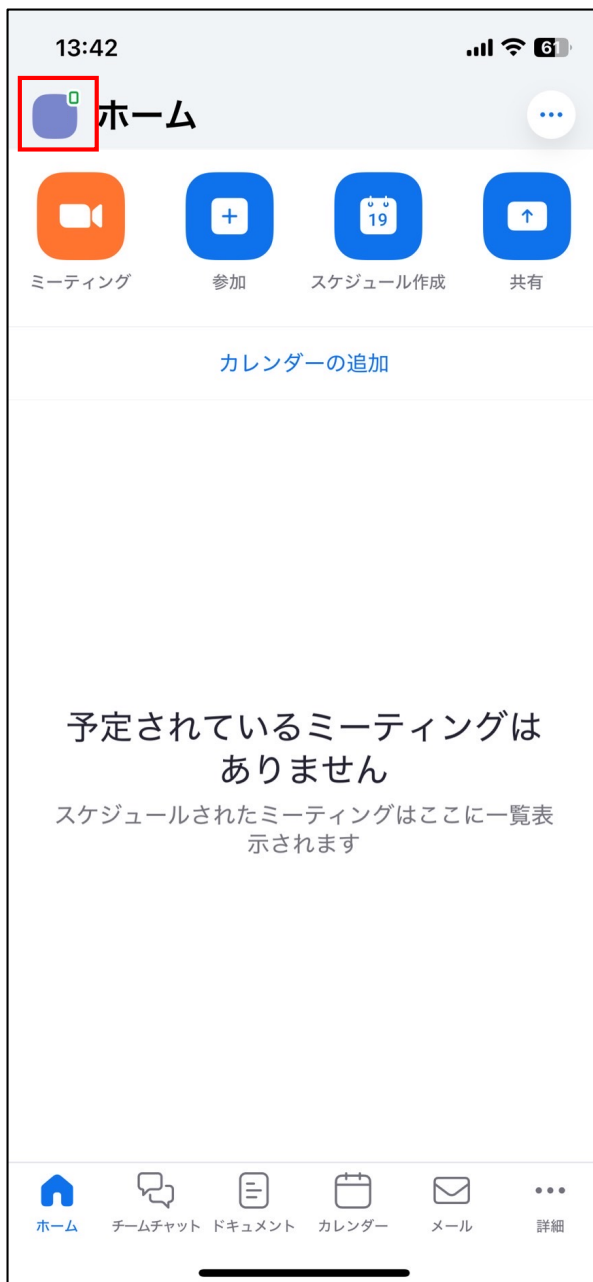 13:42
61
ホーム
19
ミーティング 参加 スケジュール作成 共有
カレンダーの追加
予定されているミーティングは
ありません
スケジュールされたミーティングはここに一覧表
示されます
ホーム チームチャット ドキュメント カレンダー メール 詳細